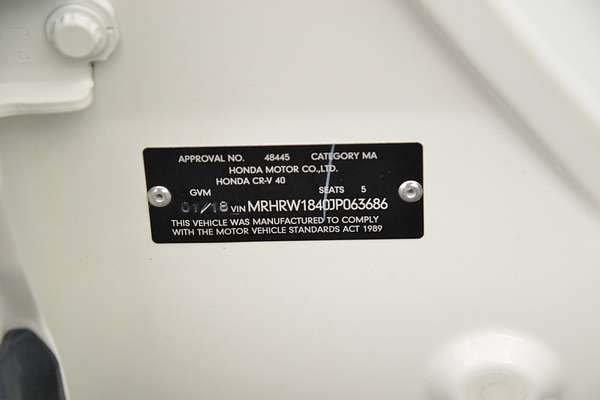 APPROVAL NO. 48445 CATEGORY MA
HONDA MOTOR CO.,LTD.
HONDA CR-V 40
GVM SEATS 5
01/18 VIN MRHRW1840JP063686
THIS VEHICLE WAS MANUFACTURED TO COMPLY
WITH THE MOTOR VEHICLE STANDARDS ACT 1989